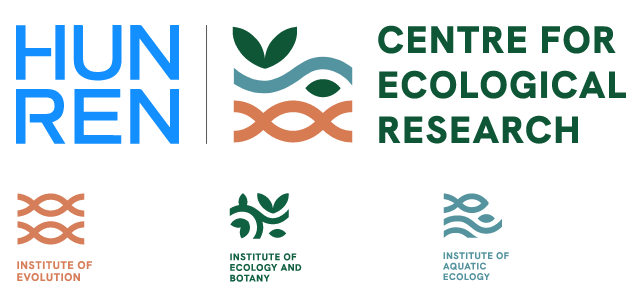 HUN
REN
CENTRE FOR
ECOLOGICAL
RESEARCH
INSTITUTE OF
EVOLUTION
INSTITUTE OF
ECOLOGY AND
BOTANY
INSTITUTE OF
AQUATIC
ECOLOGY